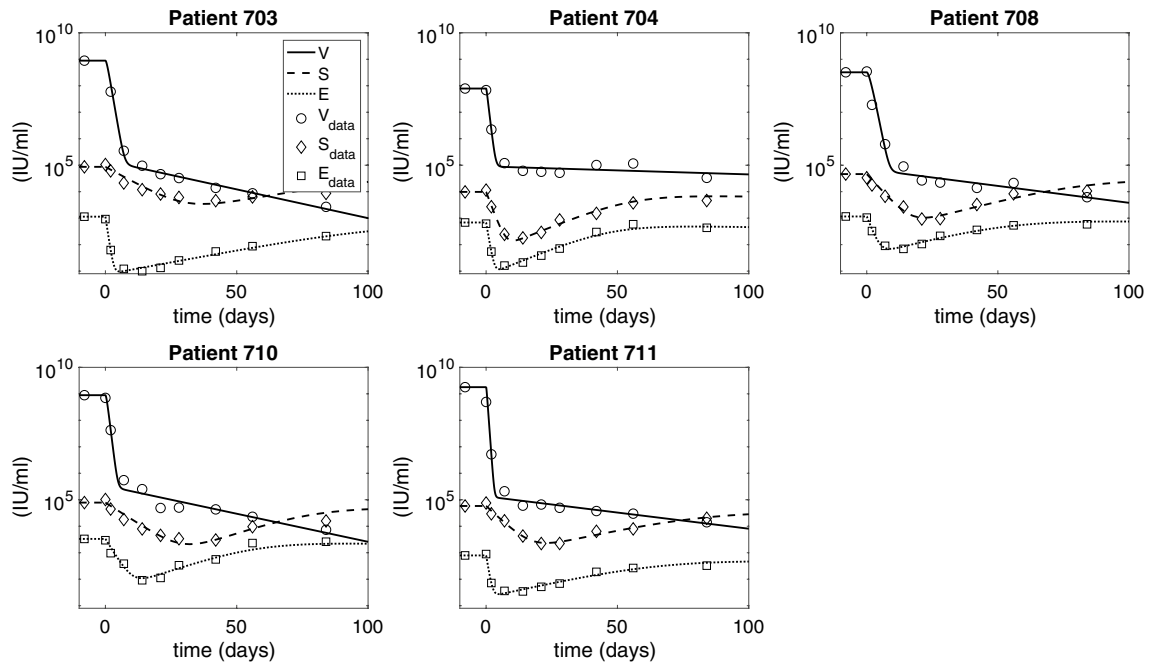 Patient 703
10^10
10^5
(IU/ml)
V
S
E
V_data
S_data
E_data
0 50 100
time (days)
Patient 704
10^10
10^5
(IU/ml)
0 50 100
time (days)
Patient 708
10^10
10^5
(IU/ml)
0 50 100
time (days)
Patient 710
10^10
10^5
(IU/ml)
0 50 100
time (days)
Patient 711
10^10
10^5
(IU/ml)
0 50 100
time (days)